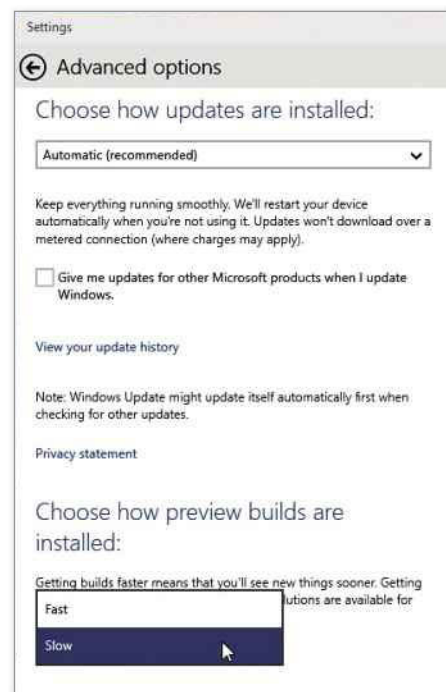 Settings
Advanced options
Choose how updates are installed:
Automatic (recommended)
Keep everything running smoothly. We'll restart your device
automatically when you're not using it. Updates won't download over a
metered connection (where charges may apply).
Give me updates for other Microsoft products when I update
Windows.
View your update history
Note: Windows Update might update itself automatically first when
checking for other updates.
Privacy statement
Choose how preview builds are
installed:
Getting builds faster means that you'll see new things sooner. Getting
Fast
are available for
Slow